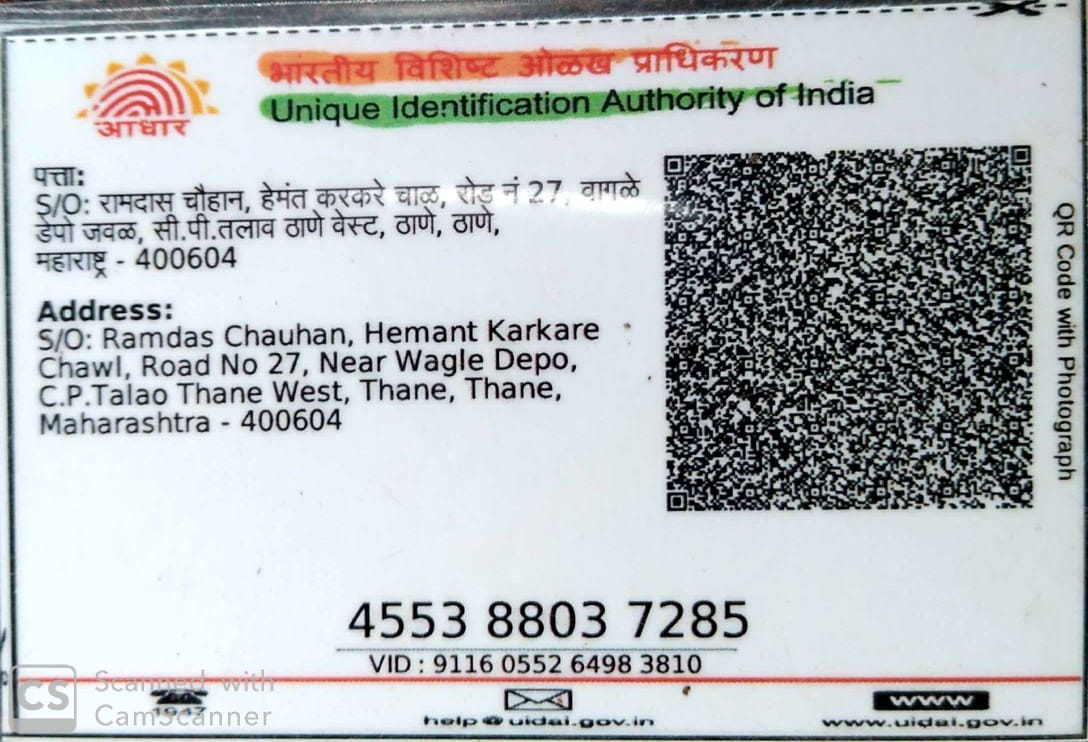 भारतीय विशिष्ट ओळख प्राधिकरण
Unique Identification Authority of India
आधार
पत्ता:
S/O: रामदास चौहान, हेमंत करकरे चाळ, रोड नं 27, वागळे
डेपो जवळ, सी.पी.तलाव ठाणे वेस्ट, ठाणे, ठाणे,
महाराष्ट्र - 400604
Address:
S/O: Ramdas Chauhan, Hemant Karkare
Chawl, Road No 27, Near Wagle Depo,
C.P.Talao Thane West, Thane, Thane,
Maharashtra - 400604
QR Code with Photograph
4553 8803 7285
VID : 9116 0552 6498 3810
1947
help@uidai.gov.in
www
www.uidai.gov.in
CS
Scanned with
CamScanner